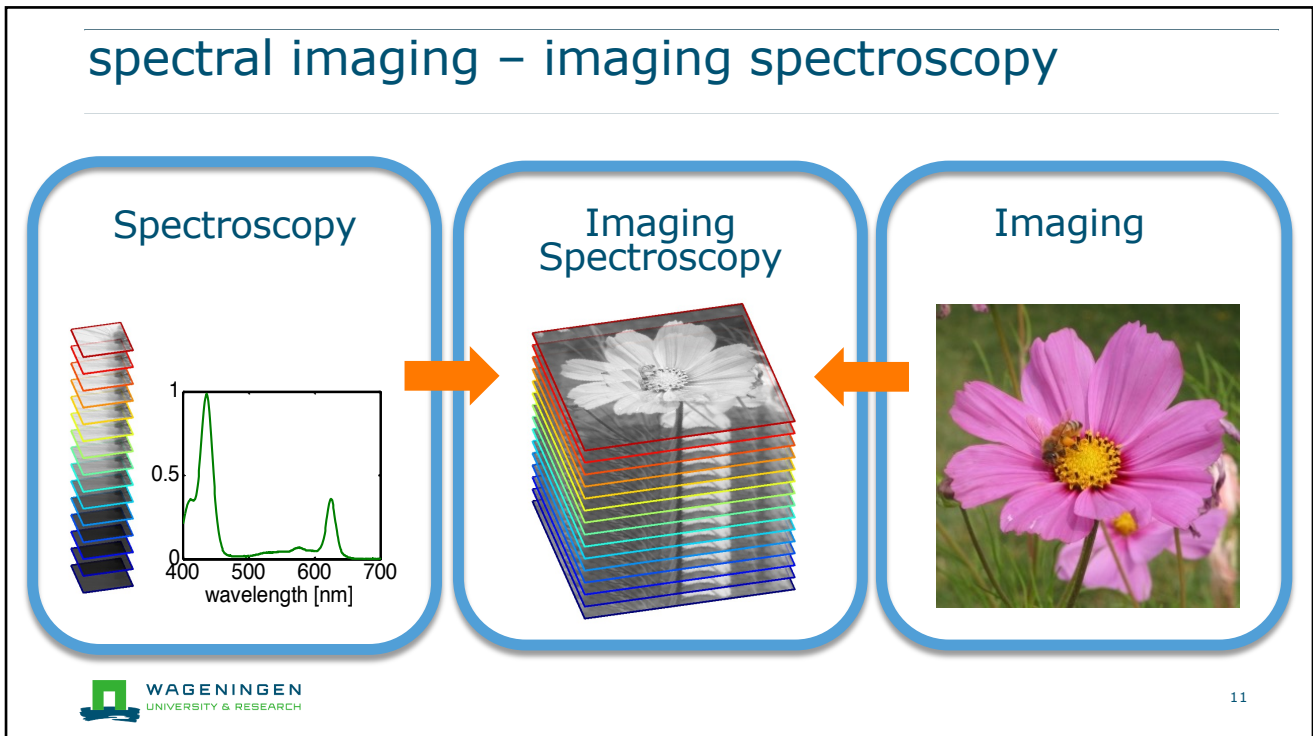 spectral imaging – imaging spectroscopy
Spectroscopy
1
0.5
0
400 500 600 700
wavelength [nm]
Imaging
Spectroscopy
Imaging
WAGENINGEN
UNIVERSITY & RESEARCH
11